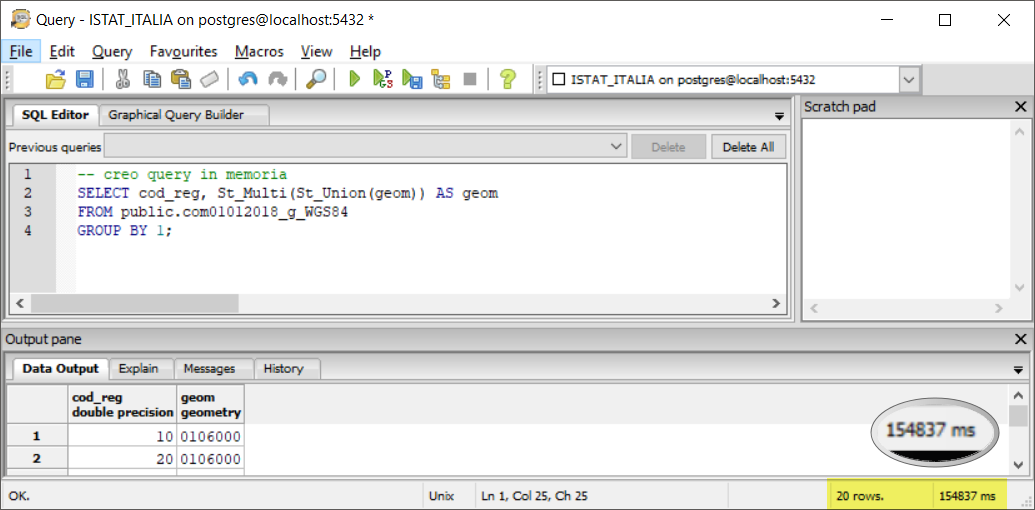 Query - ISTAT_ITALIA on postgres@localhost:5432 *
File Edit Query Favourites Macros View Help
ISTAT_ITALIA on postgres@localhost:5432
SQL Editor Graphical Query Builder
Scratch pad
Previous queries Delete Delete All
1 -- creo query in memoria
2 SELECT cod_reg, St_Multi(St_Union(geom)) AS geom
3 FROM public.com01012018_g_WGS84
4 GROUP BY 1;
Output pane
Data Output Explain Messages History
cod_reg geom
double precision geometry
1 10 0106000
2 20 0106000
154837 ms
OK. Unix Ln 1, Col 25, Ch 25 20 rows. 154837 ms